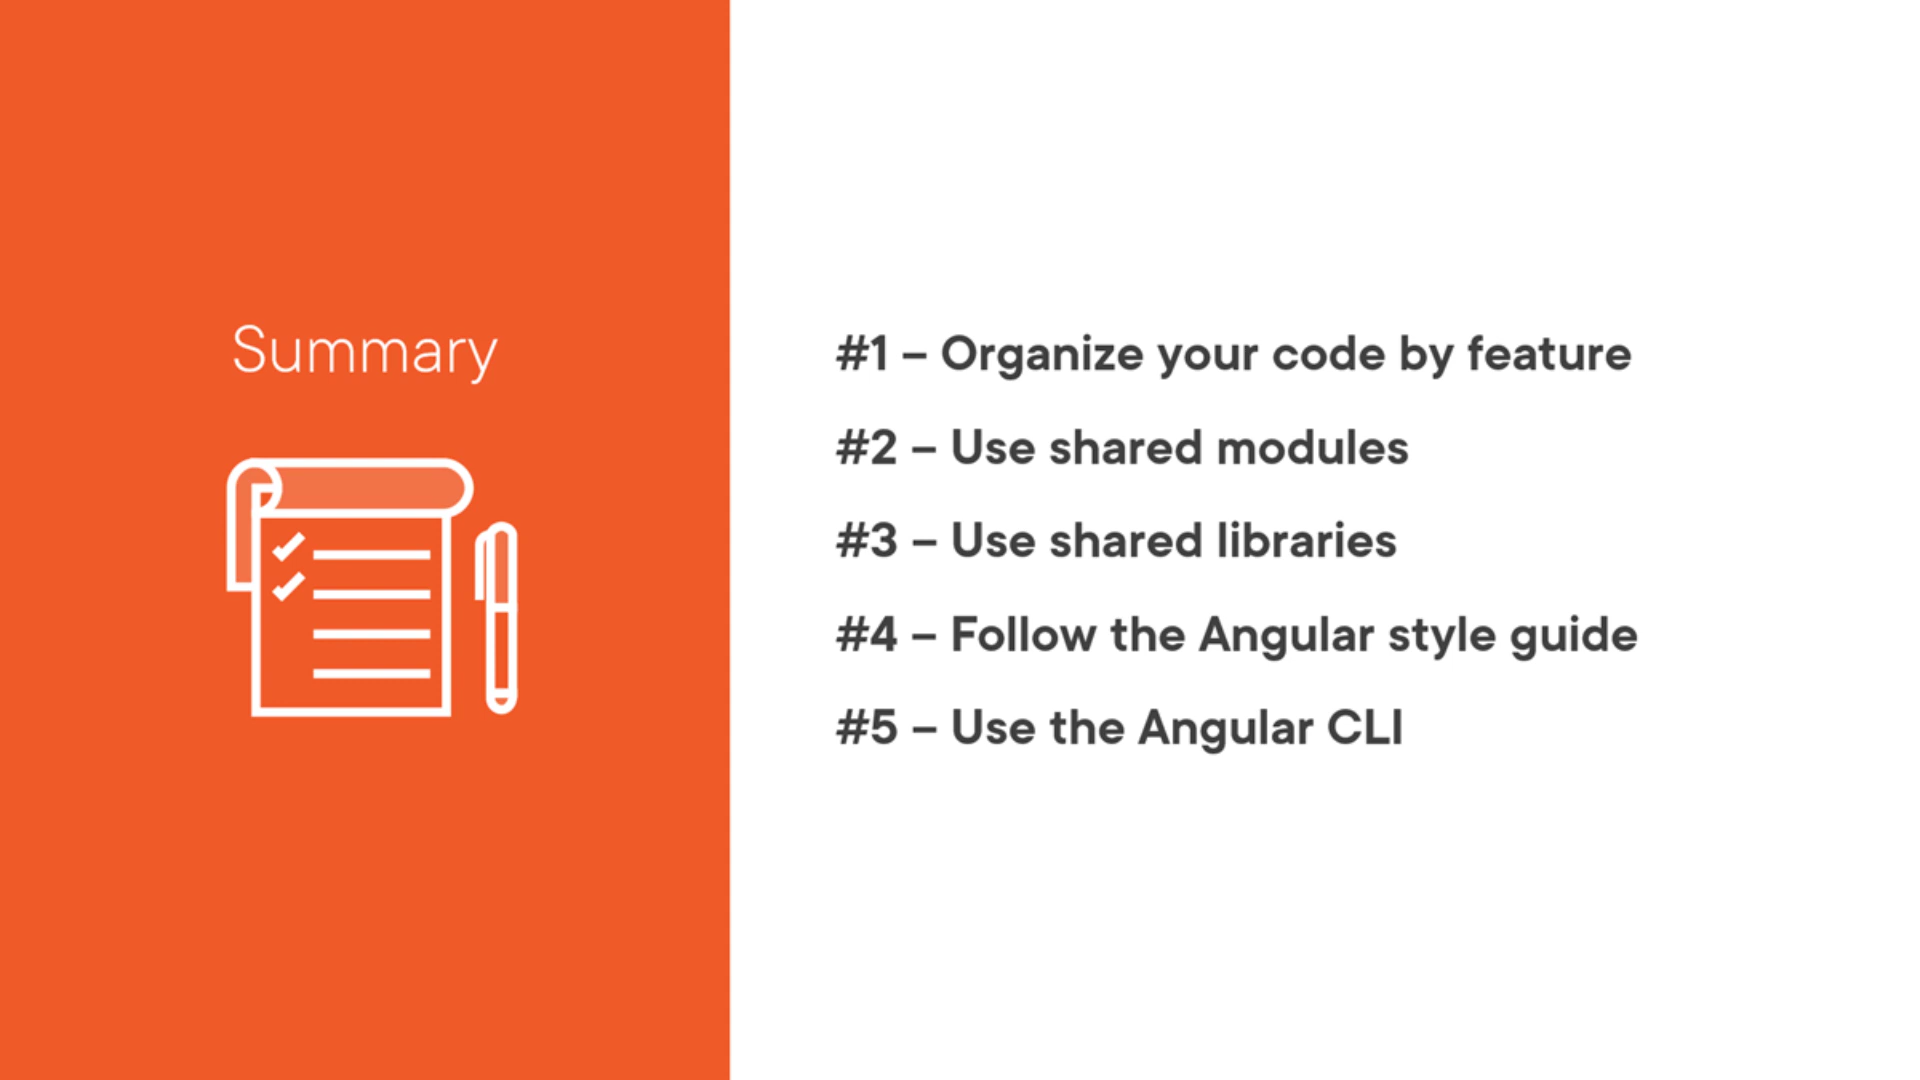 Summary
#1 – Organize your code by feature
#2 – Use shared modules
#3 – Use shared libraries
#4 – Follow the Angular style guide
#5 – Use the Angular CLI